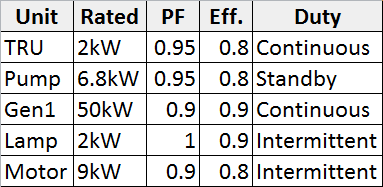 Unit Rated PF Eff. Duty
TRU 2kW 0.95 0.8 Continuous
Pump 6.8kW 0.95 0.8 Standby
Gen1 50kW 0.9 0.9 Continuous
Lamp 2kW 1 0.9 Intermittent
Motor 9kW 0.9 0.8 Intermittent